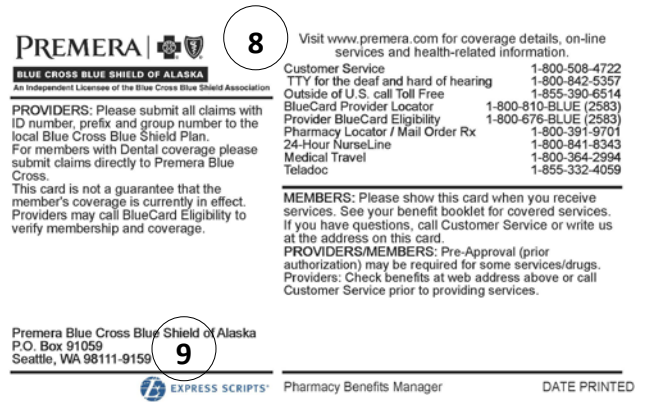 PREMERA
BLUE CROSS BLUE SHIELD OF ALASKA
An Independent Licensee of the Blue Cross Blue Shield Association
PROVIDERS: Please submit all claims with
ID number, prefix and group number to the
local Blue Cross Blue Shield Plan.
For members with Dental coverage please
submit claims directly to Premera Blue
Cross.
This card is not a guarantee that the
member's coverage is currently in effect.
Providers may call BlueCard Eligibility to
verify membership and coverage.
Premera Blue Cross Blue Shield of Alaska
P.O. Box 91059
Seattle, WA 98111-9159
9
EXPRESS SCRIPTS®
8
Visit www.premera.com for coverage details, on-line
services and health-related information.
Customer Service 1-800-508-4722
TTY for the deaf and hard of hearing 1-800-842-5357
Outside of U.S. call Toll Free 1-855-390-6514
BlueCard Provider Locator 1-800-810-BLUE (2583)
Provider BlueCard Eligibility 1-800-676-BLUE (2583)
Pharmacy Locator / Mail Order Rx 1-800-391-9701
24-Hour NurseLine 1-800-841-8343
Medical Travel 1-800-364-2994
Teladoc 1-855-332-4059
MEMBERS: Please show this card when you receive
services. See your benefit booklet for covered services.
If you have questions, call Customer Service or write us
at the address on this card.
PROVIDERS/MEMBERS: Pre-Approval (prior
authorization) may be required for some services/drugs.
Providers: Check benefits at web address above or call
Customer Service prior to providing services.
Pharmacy Benefits Manager DATE PRINTED